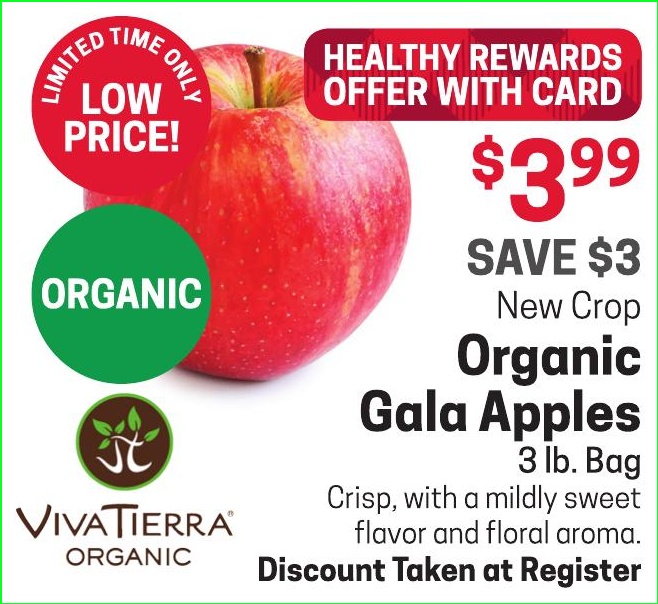 LIMITED TIME ONLY
LOW
PRICE!
HEALTHY REWARDS
OFFER WITH CARD
$3.99
SAVE $3
ORGANIC
New Crop
Organic
Gala Apples
3 lb. Bag
Crisp, with a mildly sweet
flavor and floral aroma.
Discount Taken at Register
VIVATIERRA®
ORGANIC